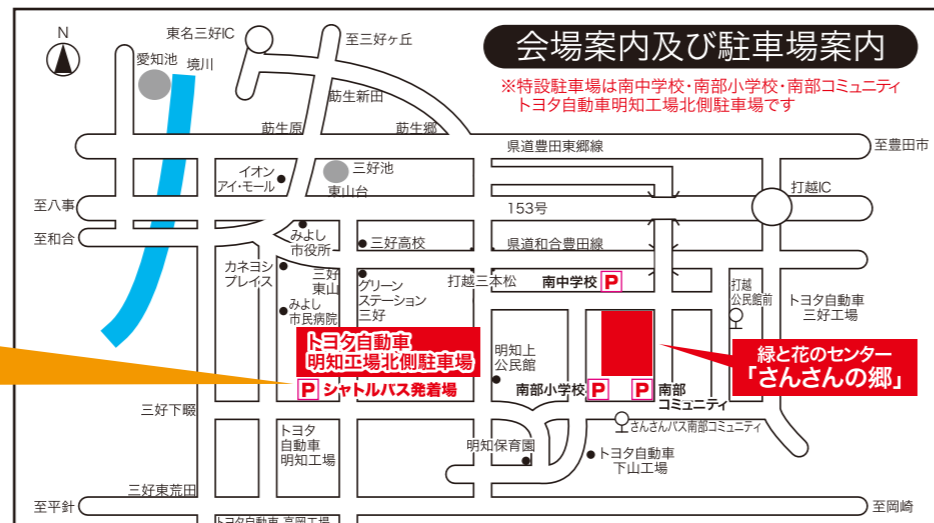 N
東名三好IC
至三好ヶ丘
会場案内及び駐車場案内
※特設駐車場は南中学校・南部小学校・南部コミュニティ
トヨタ自動車明知工場北側駐車場です
愛知池
境川
莇生新田
莇生原
莇生郷
県道豊田東郷線
至豊田市
イオン
アイ・モール
三好池
東山台
打越IC
至八事
153号
至和合
みよし
市役所
三好高校
県道和合豊田線
カネヨシ
プレイス
三好
東山
グリーン
ステーション
三好
打越三本松
南中学校 P
打越
公民館前
トヨタ自動車
三好工場
みよし
市民病院
トヨタ自動車
明知工場北側駐車場
P シャトルバス発着場
明知上
公民館
緑と花のセンター
「さんさんの郷」
南部小学校 P
P 南部
コミュニティ
三好下畷
さんさんバス南部コミュニティ
トヨタ
自動車
明知工場
明知保育園
トヨタ自動車
下山工場
三好東荒田
至平針
至岡崎
トヨタ自動車 高岡工場